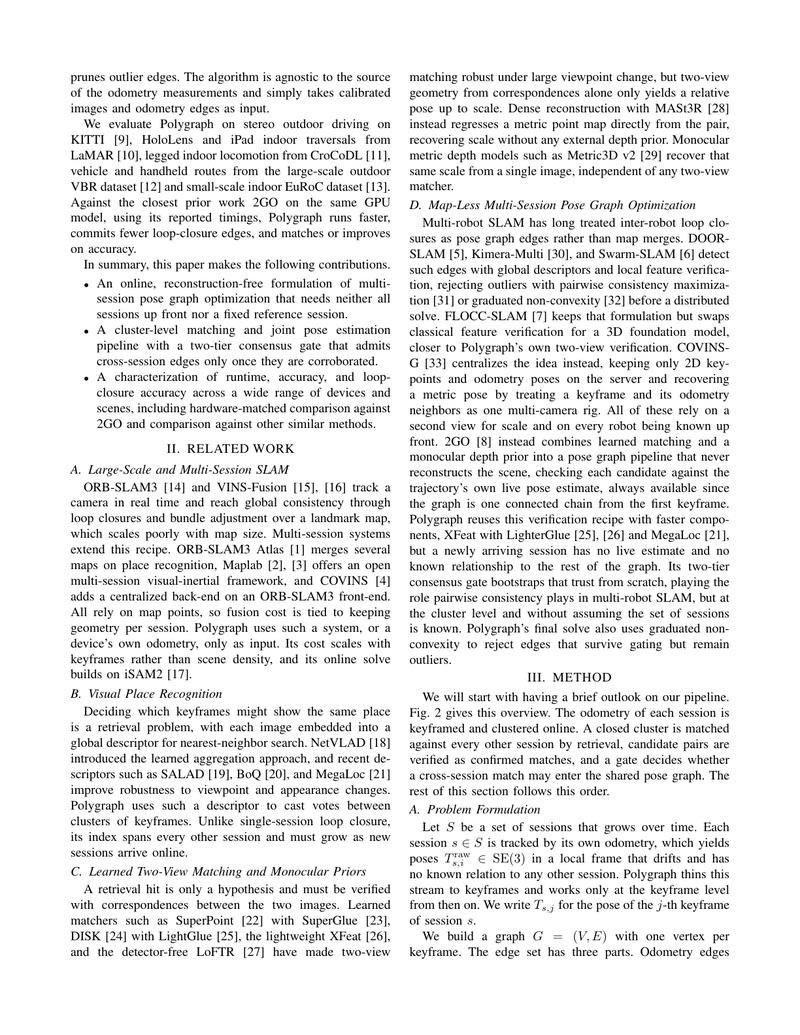 prunes outlier edges. The algorithm is agnostic to the source
of the odometry measurements and simply takes calibrated
images and odometry edges as input.
We evaluate Polygraph on stereo outdoor driving on
KITTI [9], HoloLens and iPad indoor traversals from
LaMAR [10], legged indoor locomotion from CroCoDL [11],
vehicle and handheld routes from the large-scale outdoor
VBR dataset [12] and small-scale indoor EuRoC dataset [13].
Against the closest prior work 2GO on the same GPU
model, using its reported timings, Polygraph runs faster,
commits fewer loop-closure edges, and matches or improves
on accuracy.
In summary, this paper makes the following contributions.
• An online, reconstruction-free formulation of multi-
session pose graph optimization that needs neither all
sessions up front nor a fixed reference session.
• A cluster-level matching and joint pose estimation
pipeline with a two-tier consensus gate that admits
cross-session edges only once they are corroborated.
• A characterization of runtime, accuracy, and loop-
closure accuracy across a wide range of devices and
scenes, including hardware-matched comparison against
2GO and comparison against other similar methods.
II. RELATED WORK
A. Large-Scale and Multi-Session SLAM
ORB-SLAM3 [14] and VINS-Fusion [15], [16] track a
camera in real time and reach global consistency through
loop closures and bundle adjustment over a landmark map,
which scales poorly with map size. Multi-session systems
extend this recipe. ORB-SLAM3 Atlas [1] merges several
maps on place recognition, Maplab [2], [3] offers an open
multi-session visual-inertial framework, and COVINS [4]
adds a centralized back-end on an ORB-SLAM3 front-end.
All rely on map points, so fusion cost is tied to keeping
geometry per session. Polygraph uses such a system, or a
device's own odometry, only as input. Its cost scales with
keyframes rather than scene density, and its online solve
builds on iSAM2 [17].
B. Visual Place Recognition
Deciding which keyframes might show the same place
is a retrieval problem, with each image embedded into a
global descriptor for nearest-neighbor search. NetVLAD [18]
introduced the learned aggregation approach, and recent de-
scriptors such as SALAD [19], BoQ [20], and MegaLoc [21]
improve robustness to viewpoint and appearance changes.
Polygraph uses such a descriptor to cast votes between
clusters of keyframes. Unlike single-session loop closure,
its index spans every other session and must grow as new
sessions arrive online.
C. Learned Two-View Matching and Monocular Priors
A retrieval hit is only a hypothesis and must be verified
with correspondences between the two images. Learned
matchers such as SuperPoint [22] with SuperGlue [23],
DISK [24] with LightGlue [25], the lightweight XFeat [26],
and the detector-free LoFTR [27] have made two-view
matching robust under large viewpoint change, but two-view
geometry from correspondences alone only yields a relative
pose up to scale. Dense reconstruction with MASt3R [28]
instead regresses a metric point map directly from the pair,
recovering scale without any external depth prior. Monocular
metric depth models such as Metric3D v2 [29] recover that
same scale from a single image, independent of any two-view
matcher.
D. Map-Less Multi-Session Pose Graph Optimization
Multi-robot SLAM has long treated inter-robot loop clo-
sures as pose graph edges rather than map merges. DOOR-
SLAM [5], Kimera-Multi [30], and Swarm-SLAM [6] detect
such edges with global descriptors and local feature verifica-
tion, rejecting outliers with pairwise consistency maximiza-
tion [31] or graduated non-convexity [32] before a distributed
solve. FLOCC-SLAM [7] keeps that formulation but swaps
classical feature verification for a 3D foundation model,
closer to Polygraph's own two-view verification. COVINS-
G [33] centralizes the idea instead, keeping only 2D key-
points and odometry poses on the server and recovering
a metric pose by treating a keyframe and its odometry
neighbors as one multi-camera rig. All of these rely on a
second view for scale and on every robot being known up
front. 2GO [8] instead combines learned matching and a
monocular depth prior into a pose graph pipeline that never
reconstructs the scene, checking each candidate against the
trajectory's own live pose estimate, always available since
the graph is one connected chain from the first keyframe.
Polygraph reuses this verification recipe with faster compo-
nents, XFeat with LighterGlue [25], [26] and MegaLoc [21],
but a newly arriving session has no live estimate and no
known relationship to the rest of the graph. Its two-tier
consensus gate bootstraps that trust from scratch, playing the
role pairwise consistency plays in multi-robot SLAM, but at
the cluster level and without assuming the set of sessions
is known. Polygraph's final solve also uses graduated non-
convexity to reject edges that survive gating but remain
outliers.
III. METHOD
We will start with having a brief outlook on our pipeline.
Fig. 2 gives this overview. The odometry of each session is
keyframed and clustered online. A closed cluster is matched
against every other session by retrieval, candidate pairs are
verified as confirmed matches, and a gate decides whether
a cross-session match may enter the shared pose graph. The
rest of this section follows this order.
A. Problem Formulation
Let S be a set of sessions that grows over time. Each
session s ∈ S is tracked by its own odometry, which yields
poses T^{raw}_{s,i} ∈ SE(3) in a local frame that drifts and has
no known relation to any other session. Polygraph thins this
stream to keyframes and works only at the keyframe level
from then on. We write T_{s,j} for the pose of the j-th keyframe
of session s.
We build a graph G = (V, E) with one vertex per
keyframe. The edge set has three parts. Odometry edges